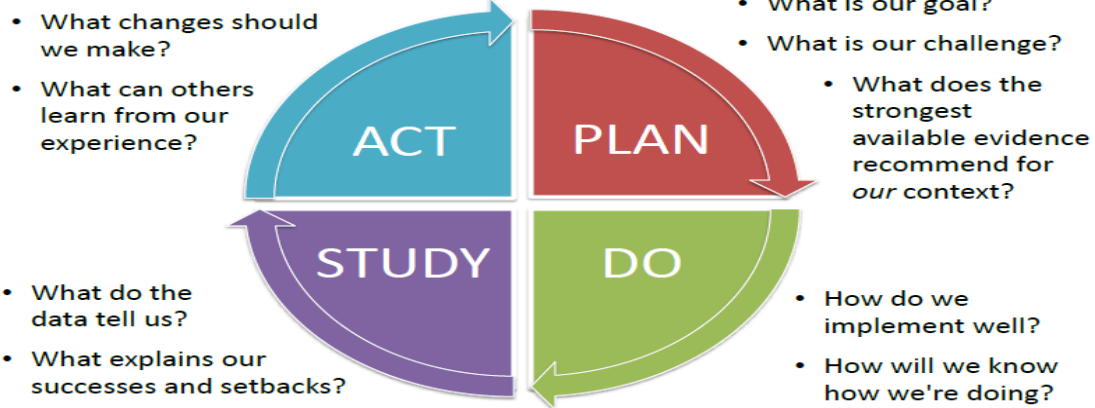 • What changes should
we make?
• What can others
learn from our
experience?
ACT
PLAN
• What is our goal?
• What is our challenge?
• What does the
strongest
available evidence
recommend for
our context?
STUDY
DO
• What do the
data tell us?
• What explains our
successes and setbacks?
• How do we
implement well?
• How will we know
how we're doing?